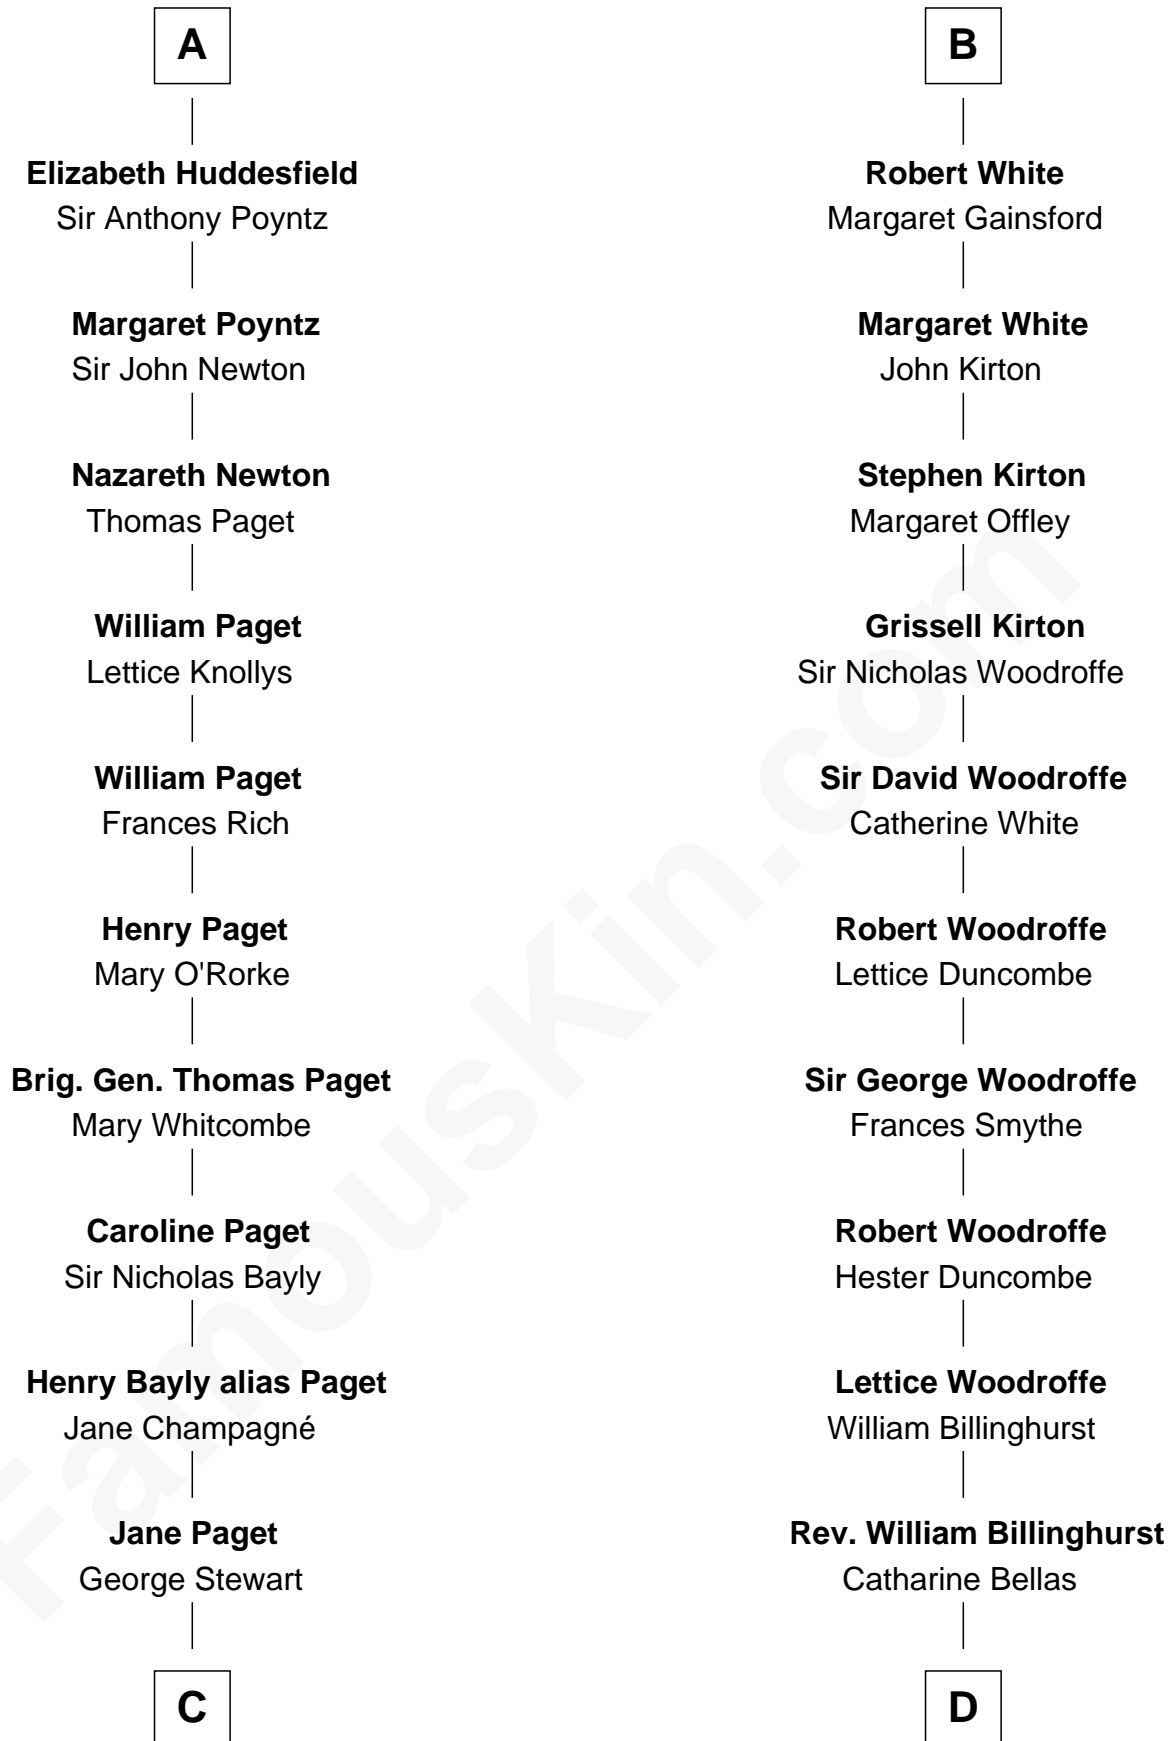 A
Elizabeth Huddesfield
Sir Anthony Poyntz
Margaret Poyntz
Sir John Newton
Nazareth Newton
Thomas Paget
William Paget
Lettice Knollys
William Paget
Frances Rich
Henry Paget
Mary O'Rorke
Brig. Gen. Thomas Paget
Mary Whitcombe
Caroline Paget
Sir Nicholas Bayly
Henry Bayly alias Paget
Jane Champagné
Jane Paget
George Stewart
C
B
Robert White
Margaret Gainsford
Margaret White
John Kirton
Stephen Kirton
Margaret Offley
Grissell Kirton
Sir Nicholas Woodroffe
Sir David Woodroffe
Catherine White
Robert Woodroffe
Lettice Duncombe
Sir George Woodroffe
Frances Smythe
Robert Woodroffe
Hester Duncombe
Lettice Woodroffe
William Billinghurst
Rev. William Billinghurst
Catharine Bellas
D
FamousKin.com